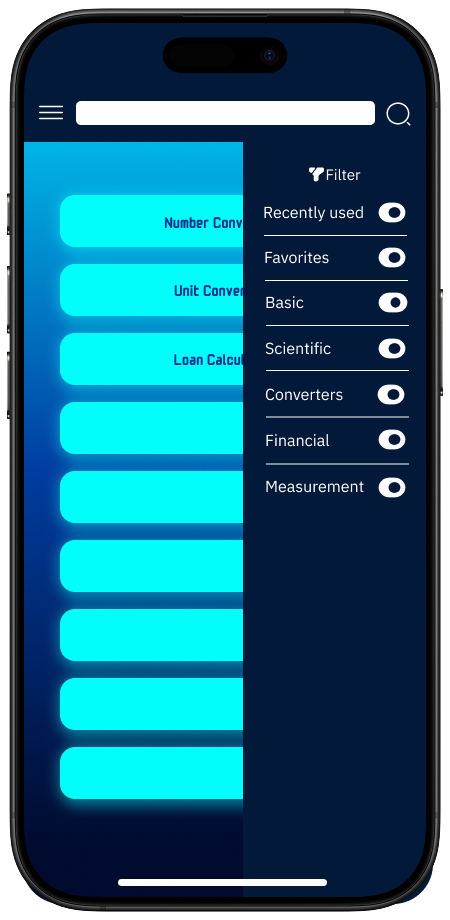 Filter
Recently used
Favorites
Basic
Scientific
Converters
Financial
Measurement
Number Conv
Unit Conver
Loan Calcul